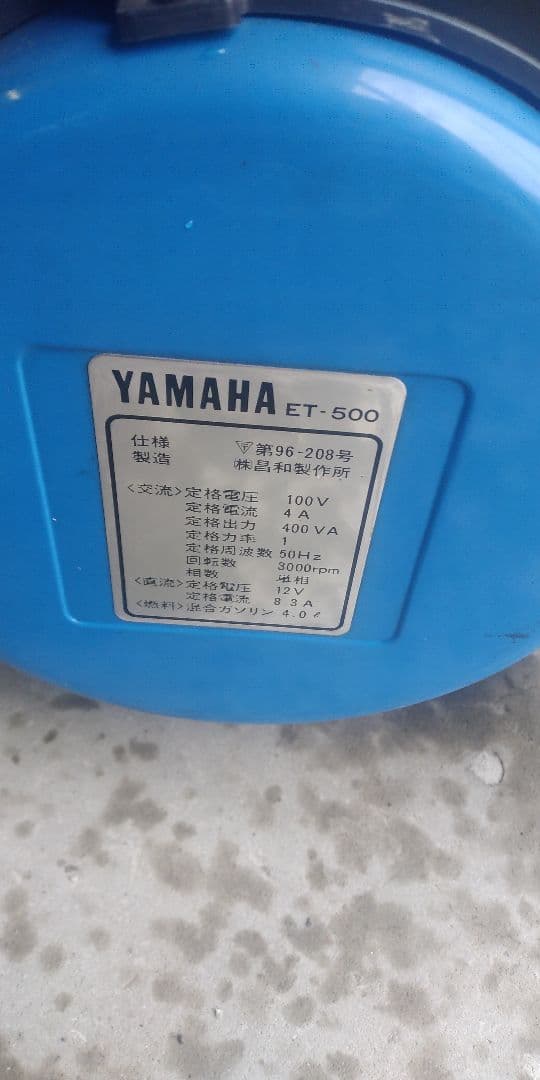 YAMAHA ET-500
仕様 第96-208号
製造 ㈱昌和製作所
〈交流〉定格電圧 100V
定格電流 4A
定格出力 400VA
定格力率 1
定格周波数 50Hz
回転数 3000rpm
相数 単相
〈直流〉定格電圧 12V
定格電流 8.3A
〈燃料〉混合ガソリン 4.0ℓ